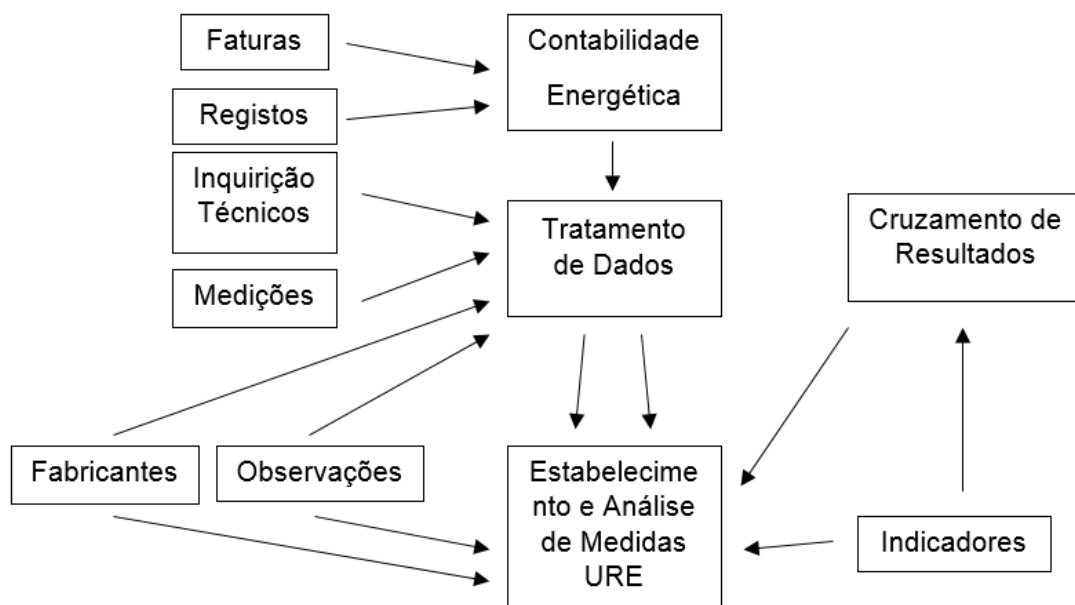 Faturas
Contabilidade
Energética
Registos
Inquirição
Técnicos
Tratamento
de Dados
Cruzamento de
Resultados
Medições
Fabricantes
Observações
Estabelecime
nto e Análise
de Medidas
URE
Indicadores